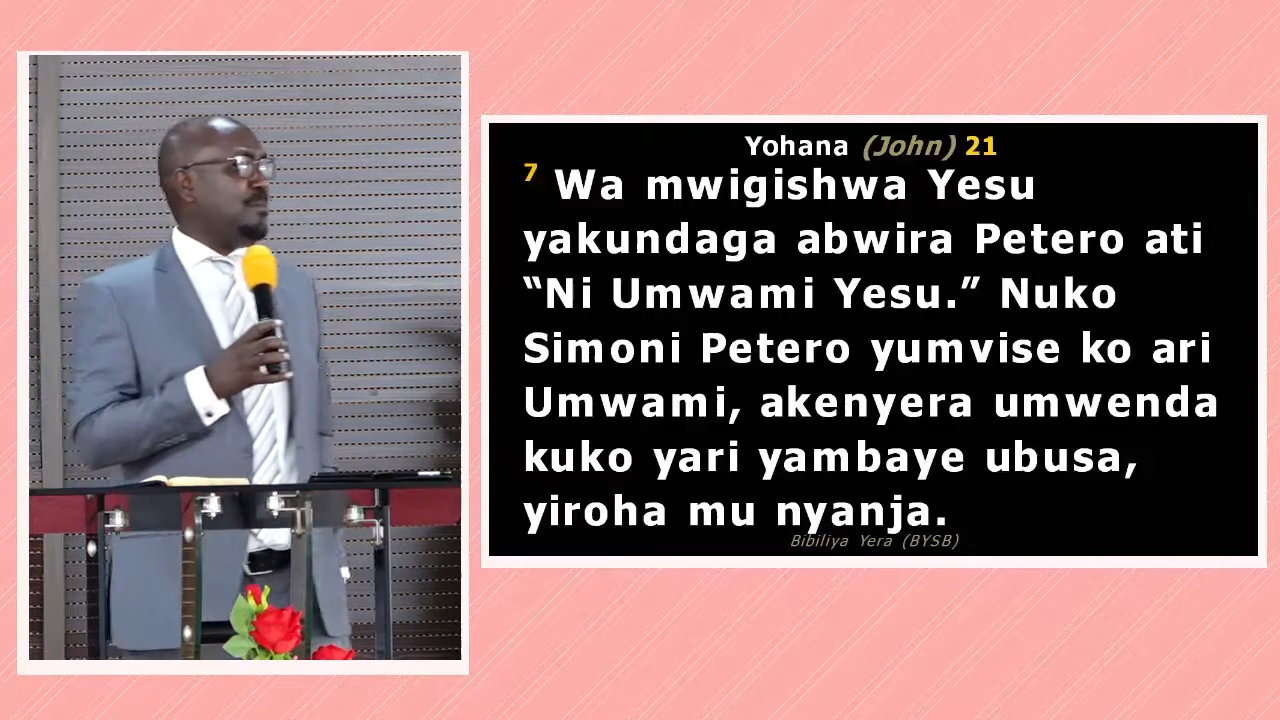 Yohana (John) 21
7 Wa mwigishwa Yesu
yakundaga abwira Petero ati
“Ni Umwami Yesu.” Nuko
Simoni Petero yumvise ko ari
Umwami, akenyera umwenda
kuko yari yambaye ubusa,
yiroha mu nyanja.
Bibiliya Yera (BYSB)